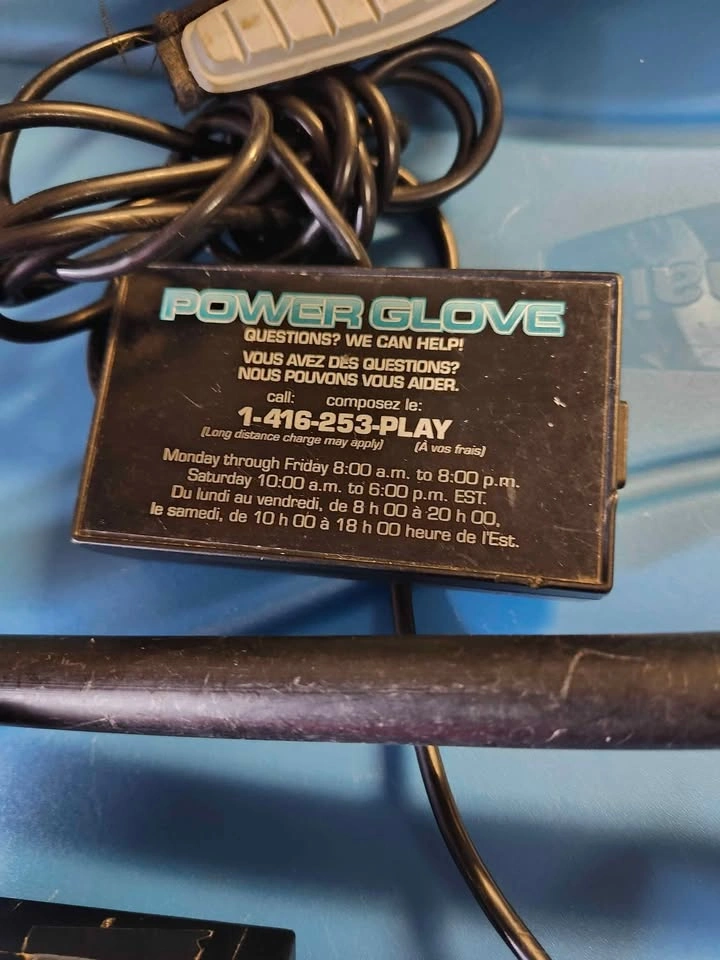 POWER GLOVE
QUESTIONS? WE CAN HELP!
VOUS AVEZ DES QUESTIONS?
NOUS POUVONS VOUS AIDER.
call: composez le:
1-416-253-PLAY
(Long distance charge may apply) (À vos frais)
Monday through Friday 8:00 a.m. to 8:00 p.m.
Saturday 10:00 a.m. to 6:00 p.m. EST.
Du lundi au vendredi, de 8 h 00 à 20 h 00,
le samedi, de 10 h 00 à 18 h 00 heure de l'Est.